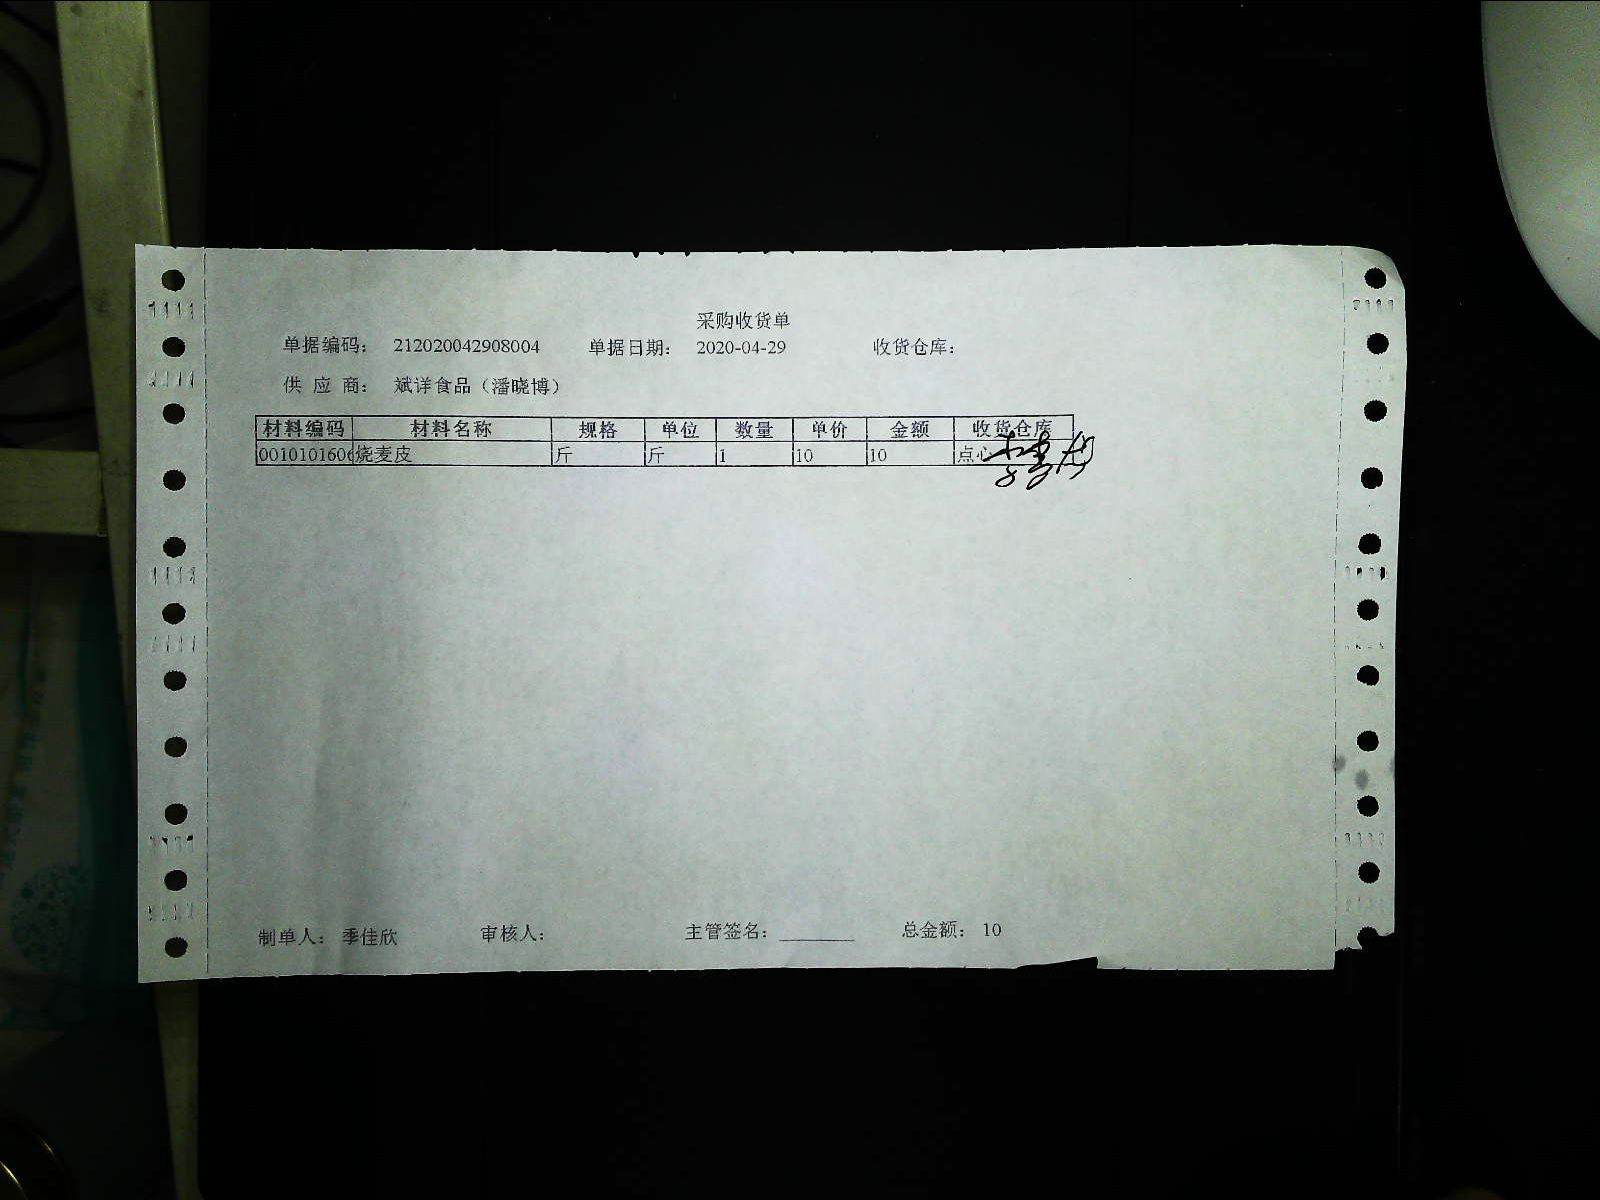 采购收货单
单据编码： 212020042908004 单据日期： 2020-04-29 收货仓库：
供 应 商： 斌详食品（潘晓博）
材料编码 材料名称 规格 单位 数量 单价 金额 收货仓库
0010101606 烧麦皮 斤 斤 1 10 10 点心
制单人： 季佳欣 审核人： 主管签名： 总金额： 10